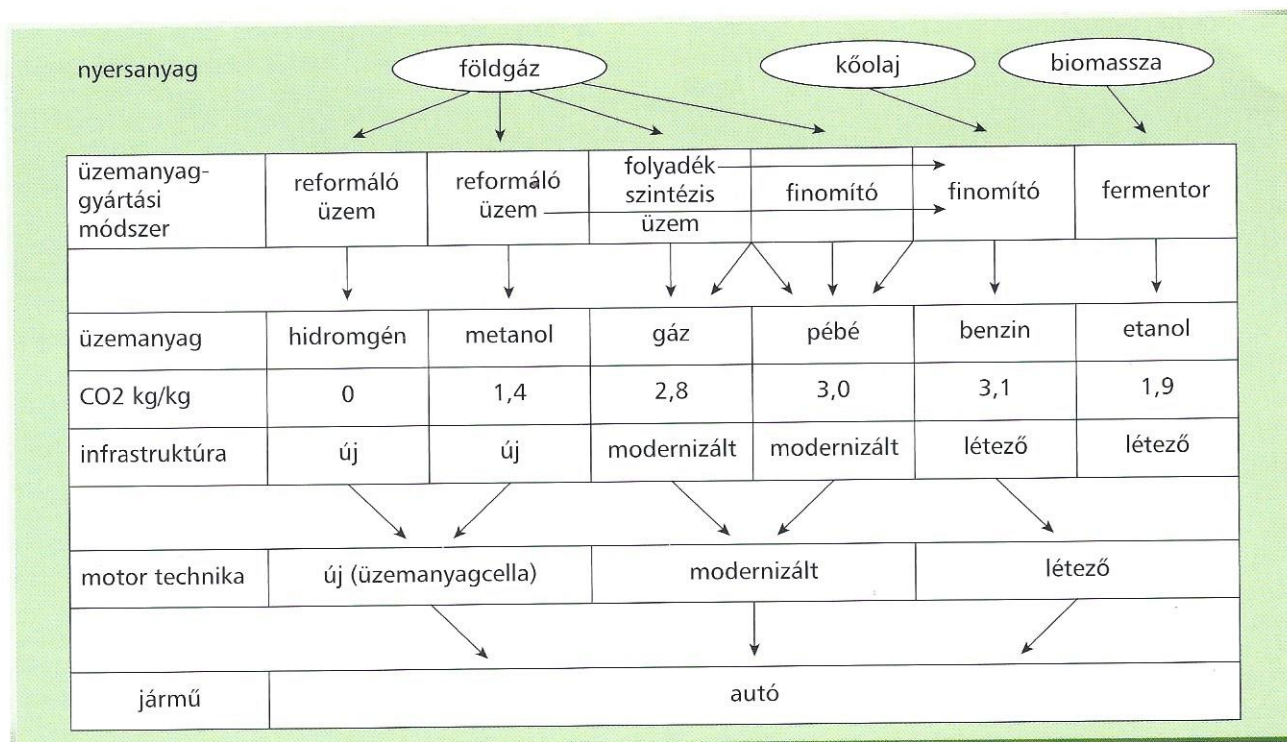 nyersanyag
földgáz
kőolaj
biomassza
üzemanyag-
gyártási
módszer
reformáló
üzem
reformáló
üzem
folyadék
szintézis
üzem
finomító
finomító
fermentor
üzemanyag
hidromgén
metanol
gáz
pébé
benzin
etanol
CO2 kg/kg
0
1,4
2,8
3,0
3,1
1,9
infrastruktúra
új
új
modernizált
modernizált
létező
létező
motor technika
új (üzemanyagcella)
modernizált
létező
jármű
autó